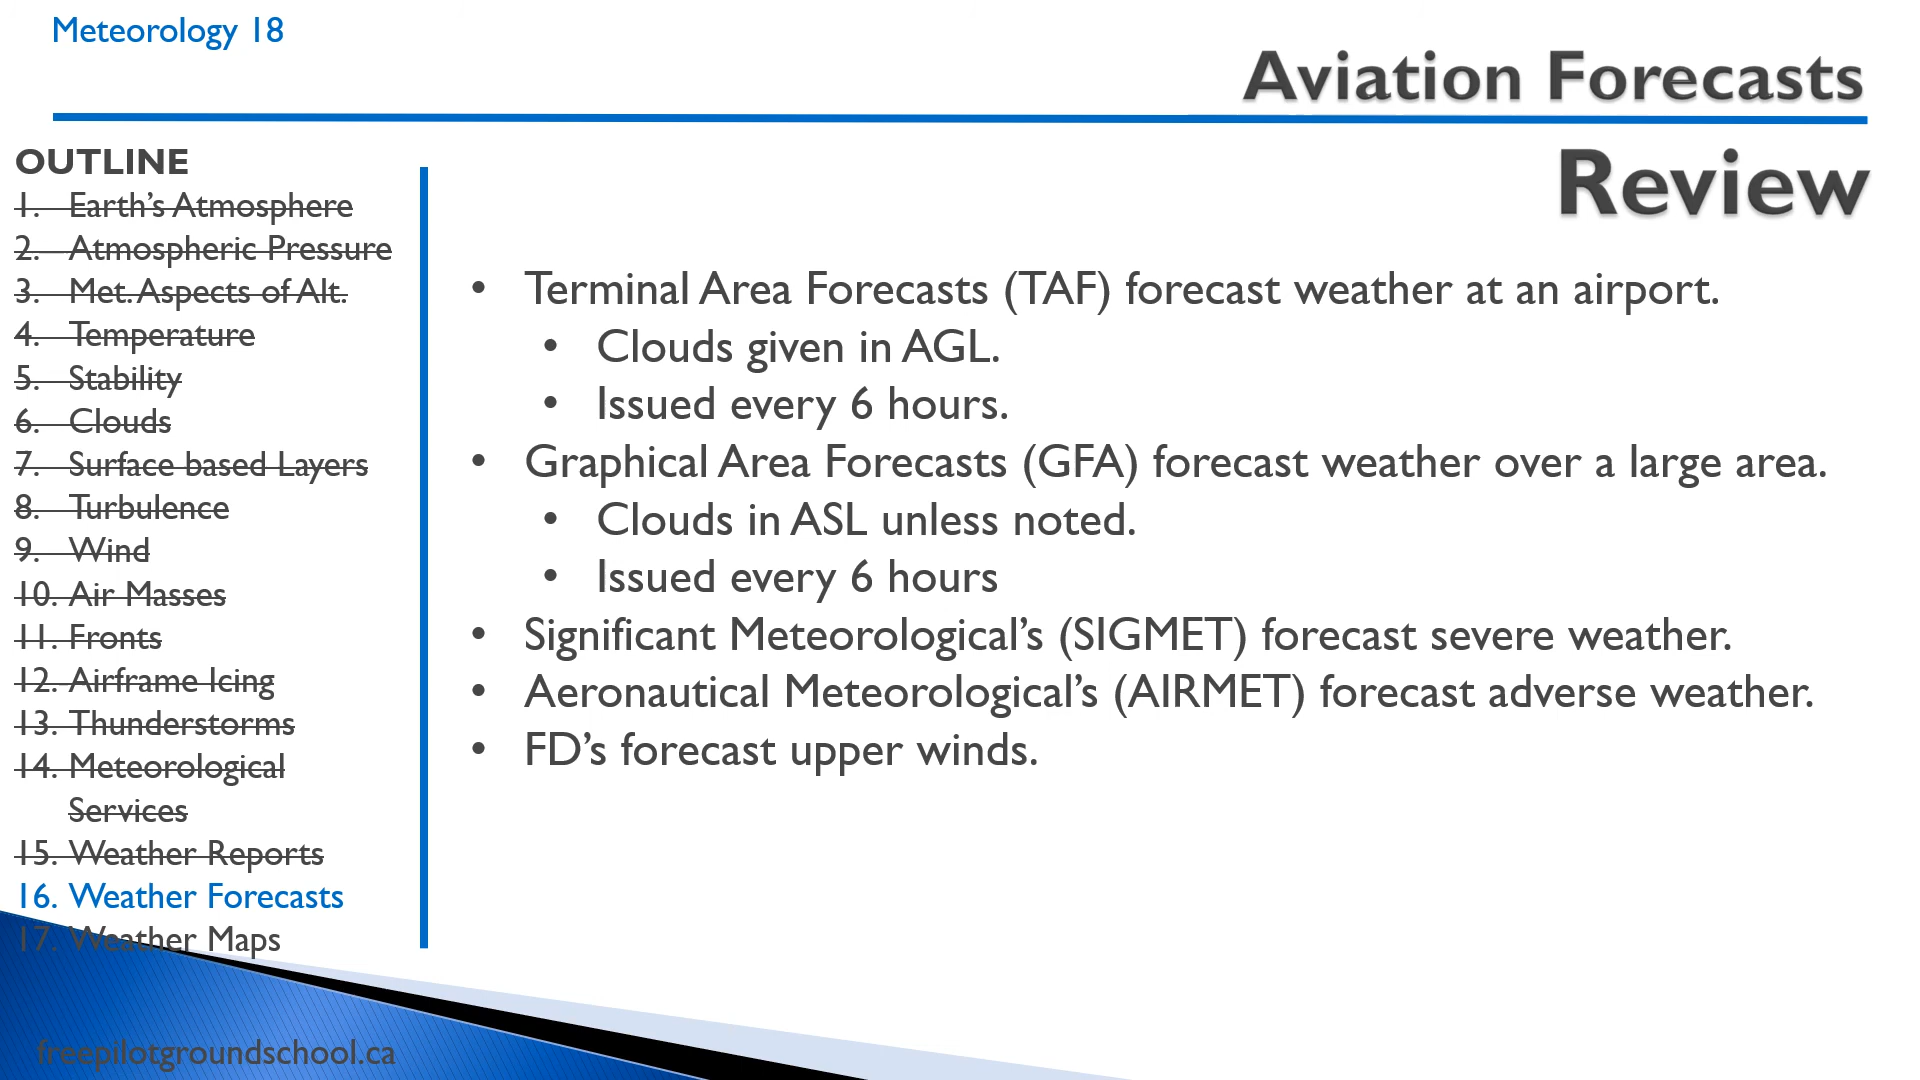 Meteorology 18
Aviation Forecasts
Review
OUTLINE
1. Earth's Atmosphere
2. Atmospheric Pressure
3. Met. Aspects of Alt.
4. Temperature
5. Stability
6. Clouds
7. Surface based Layers
8. Turbulence
9. Wind
10. Air Masses
11. Fronts
12. Airframe Icing
13. Thunderstorms
14. Meteorological
Services
15. Weather Reports
16. Weather Forecasts
17. Weather Maps
• Terminal Area Forecasts (TAF) forecast weather at an airport.
• Clouds given in AGL.
• Issued every 6 hours.
• Graphical Area Forecasts (GFA) forecast weather over a large area.
• Clouds in ASL unless noted.
• Issued every 6 hours
• Significant Meteorological's (SIGMET) forecast severe weather.
• Aeronautical Meteorological's (AIRMET) forecast adverse weather.
• FD's forecast upper winds.
freepilotgroundschool.ca